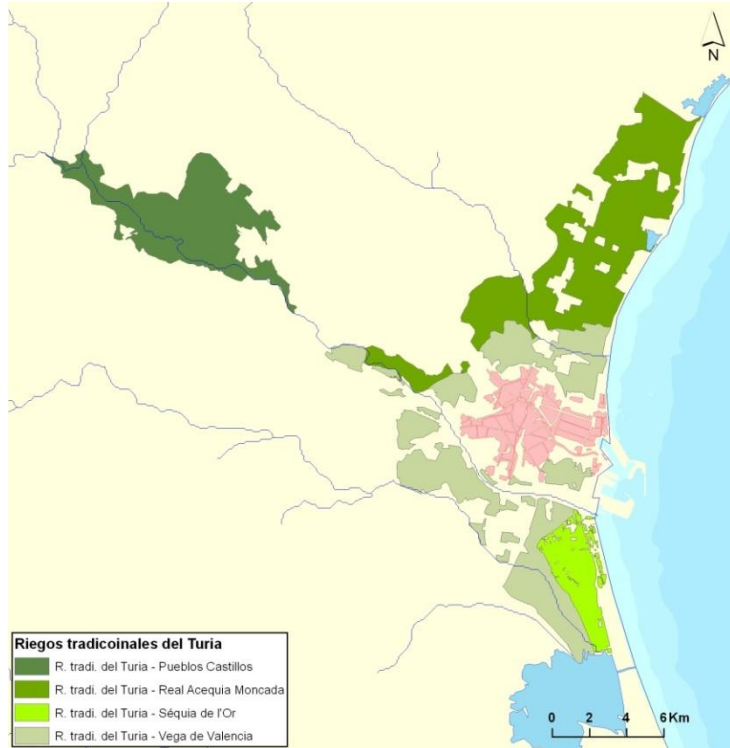 N
Riegos tradicoinales del Turia
R. tradi. del Turia - Pueblos Castillos
R. tradi. del Turia - Real Acequia Moncada
R. tradi. del Turia - Séquia de l'Or
R. tradi. del Turia - Vega de Valencia
0 2 4 6 Km